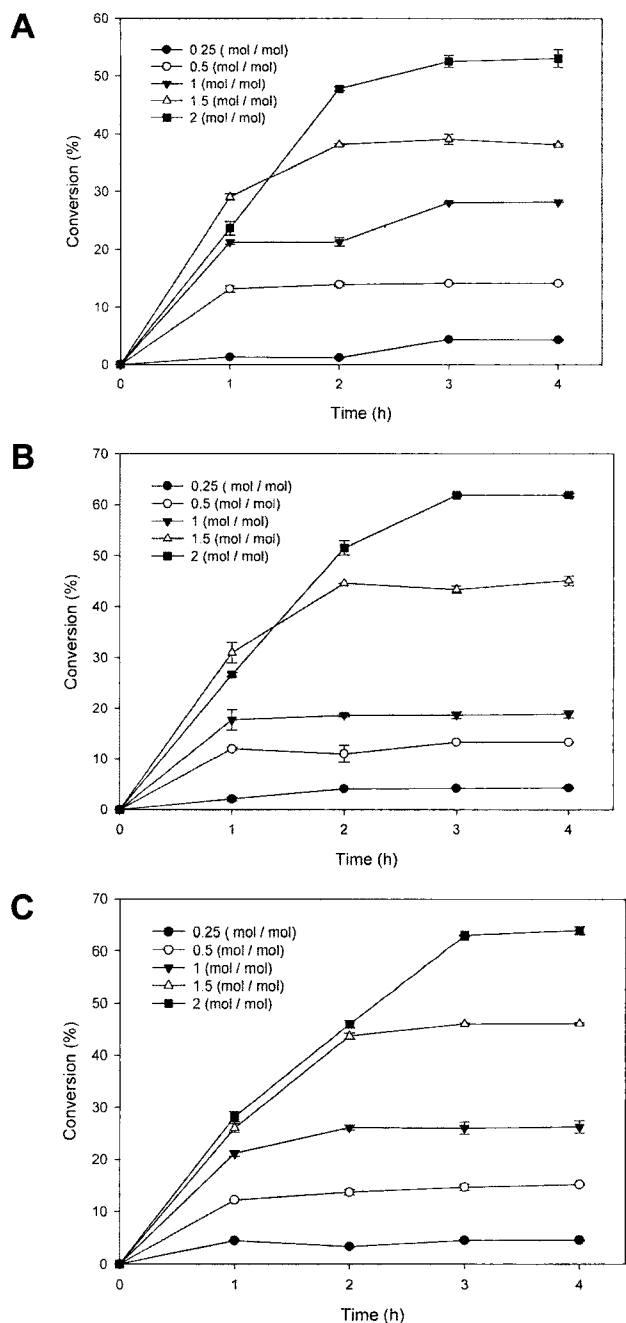 A
60
50
40
30
20
10
0
Conversion (%)
0.25 ( mol / mol)
0.5 (mol / mol)
1 (mol / mol)
1.5 (mol / mol)
2 (mol / mol)
0 1 2 3 4
Time (h)
B
70
60
50
40
30
20
10
0
Conversion (%)
0.25 ( mol / mol)
0.5 (mol / mol)
1 (mol / mol)
1.5 (mol / mol)
2 (mol / mol)
0 1 2 3 4
Time (h)
C
70
60
50
40
30
20
10
0
Conversion (%)
0.25 ( mol / mol)
0.5 (mol / mol)
1 (mol / mol)
1.5 (mol / mol)
2 (mol / mol)
0 1 2 3 4
Time (h)